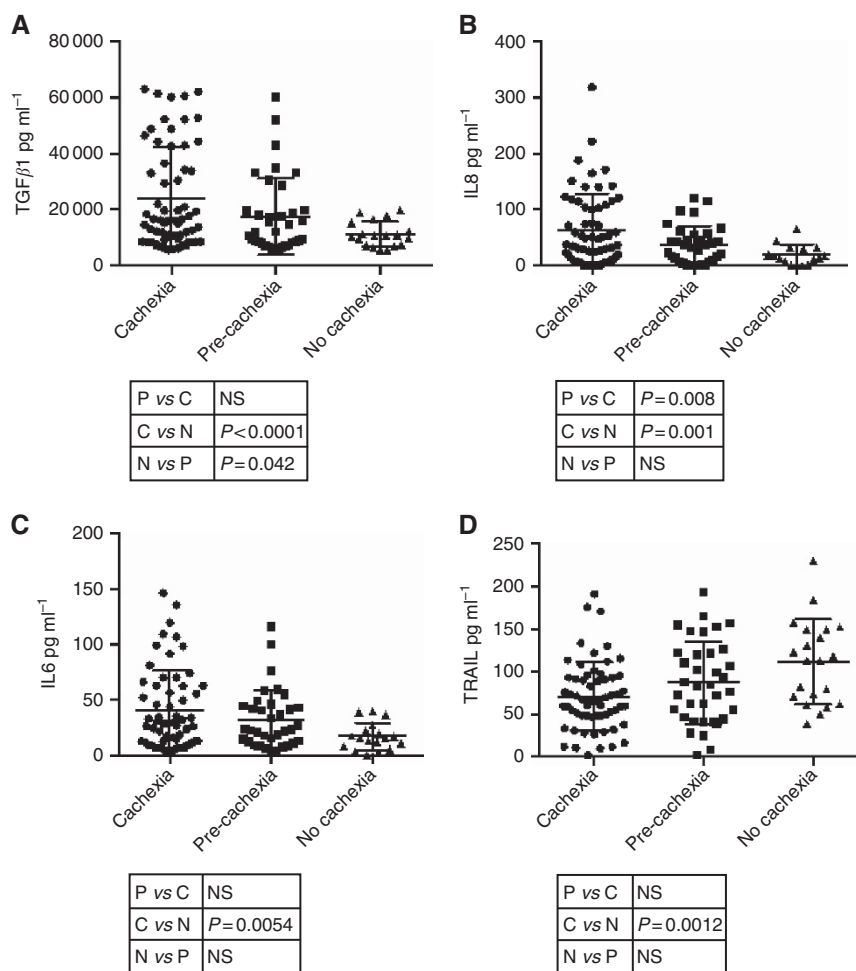 A
TGFβ1 pg ml⁻¹
80 000
60 000
40 000
20 000
0
Cachexia
Pre-cachexia
No cachexia
P vs C NS
C vs N P<0.0001
N vs P P=0.042
B
IL8 pg ml⁻¹
400
300
200
100
0
Cachexia
Pre-cachexia
No cachexia
P vs C P=0.008
C vs N P=0.001
N vs P NS
C
IL6 pg ml⁻¹
200
150
100
50
0
Cachexia
Pre-cachexia
No cachexia
P vs C NS
C vs N P=0.0054
N vs P NS
D
TRAIL pg ml⁻¹
250
200
150
100
50
0
Cachexia
Pre-cachexia
No cachexia
P vs C NS
C vs N P=0.0012
N vs P NS